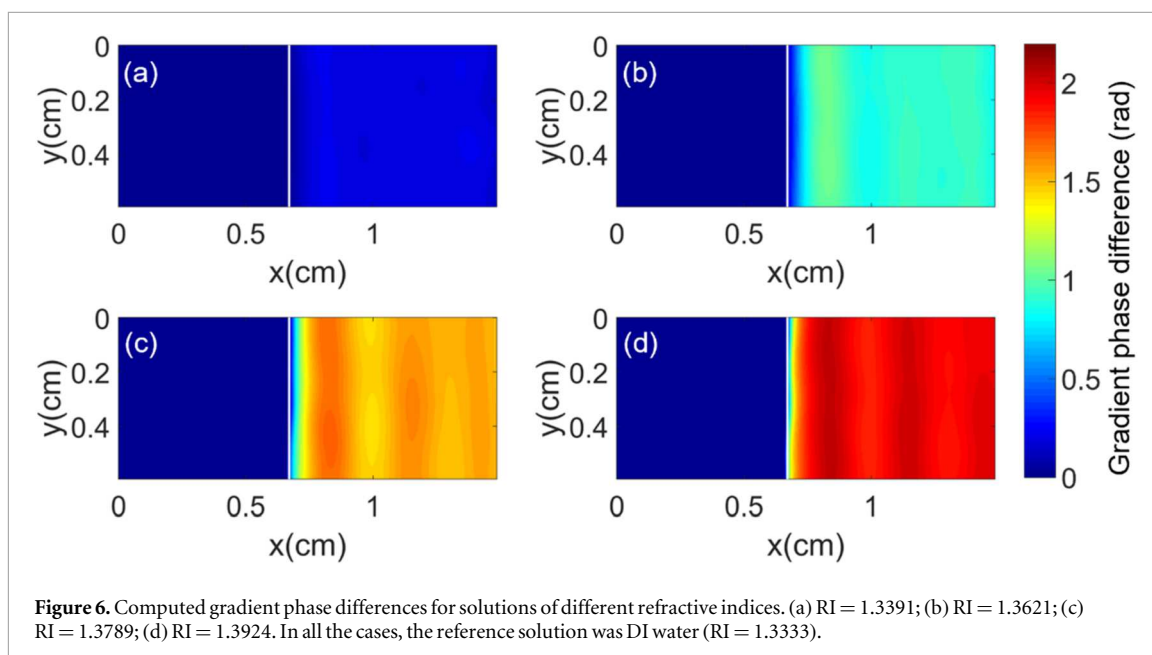 (a)
0
0.2
0.4
y(cm)
0 0.5 1
x(cm)
(b)
0
0.2
0.4
y(cm)
0 0.5 1
x(cm)
(c)
0
0.2
0.4
y(cm)
0 0.5 1
x(cm)
(d)
0
0.2
0.4
y(cm)
0 0.5 1
x(cm)
2
1.5
1
0.5
0
Gradient phase difference (rad)
Figure 6. Computed gradient phase differences for solutions of different refractive indices. (a) RI = 1.3391; (b) RI = 1.3621; (c)
RI = 1.3789; (d) RI = 1.3924. In all the cases, the reference solution was DI water (RI = 1.3333).